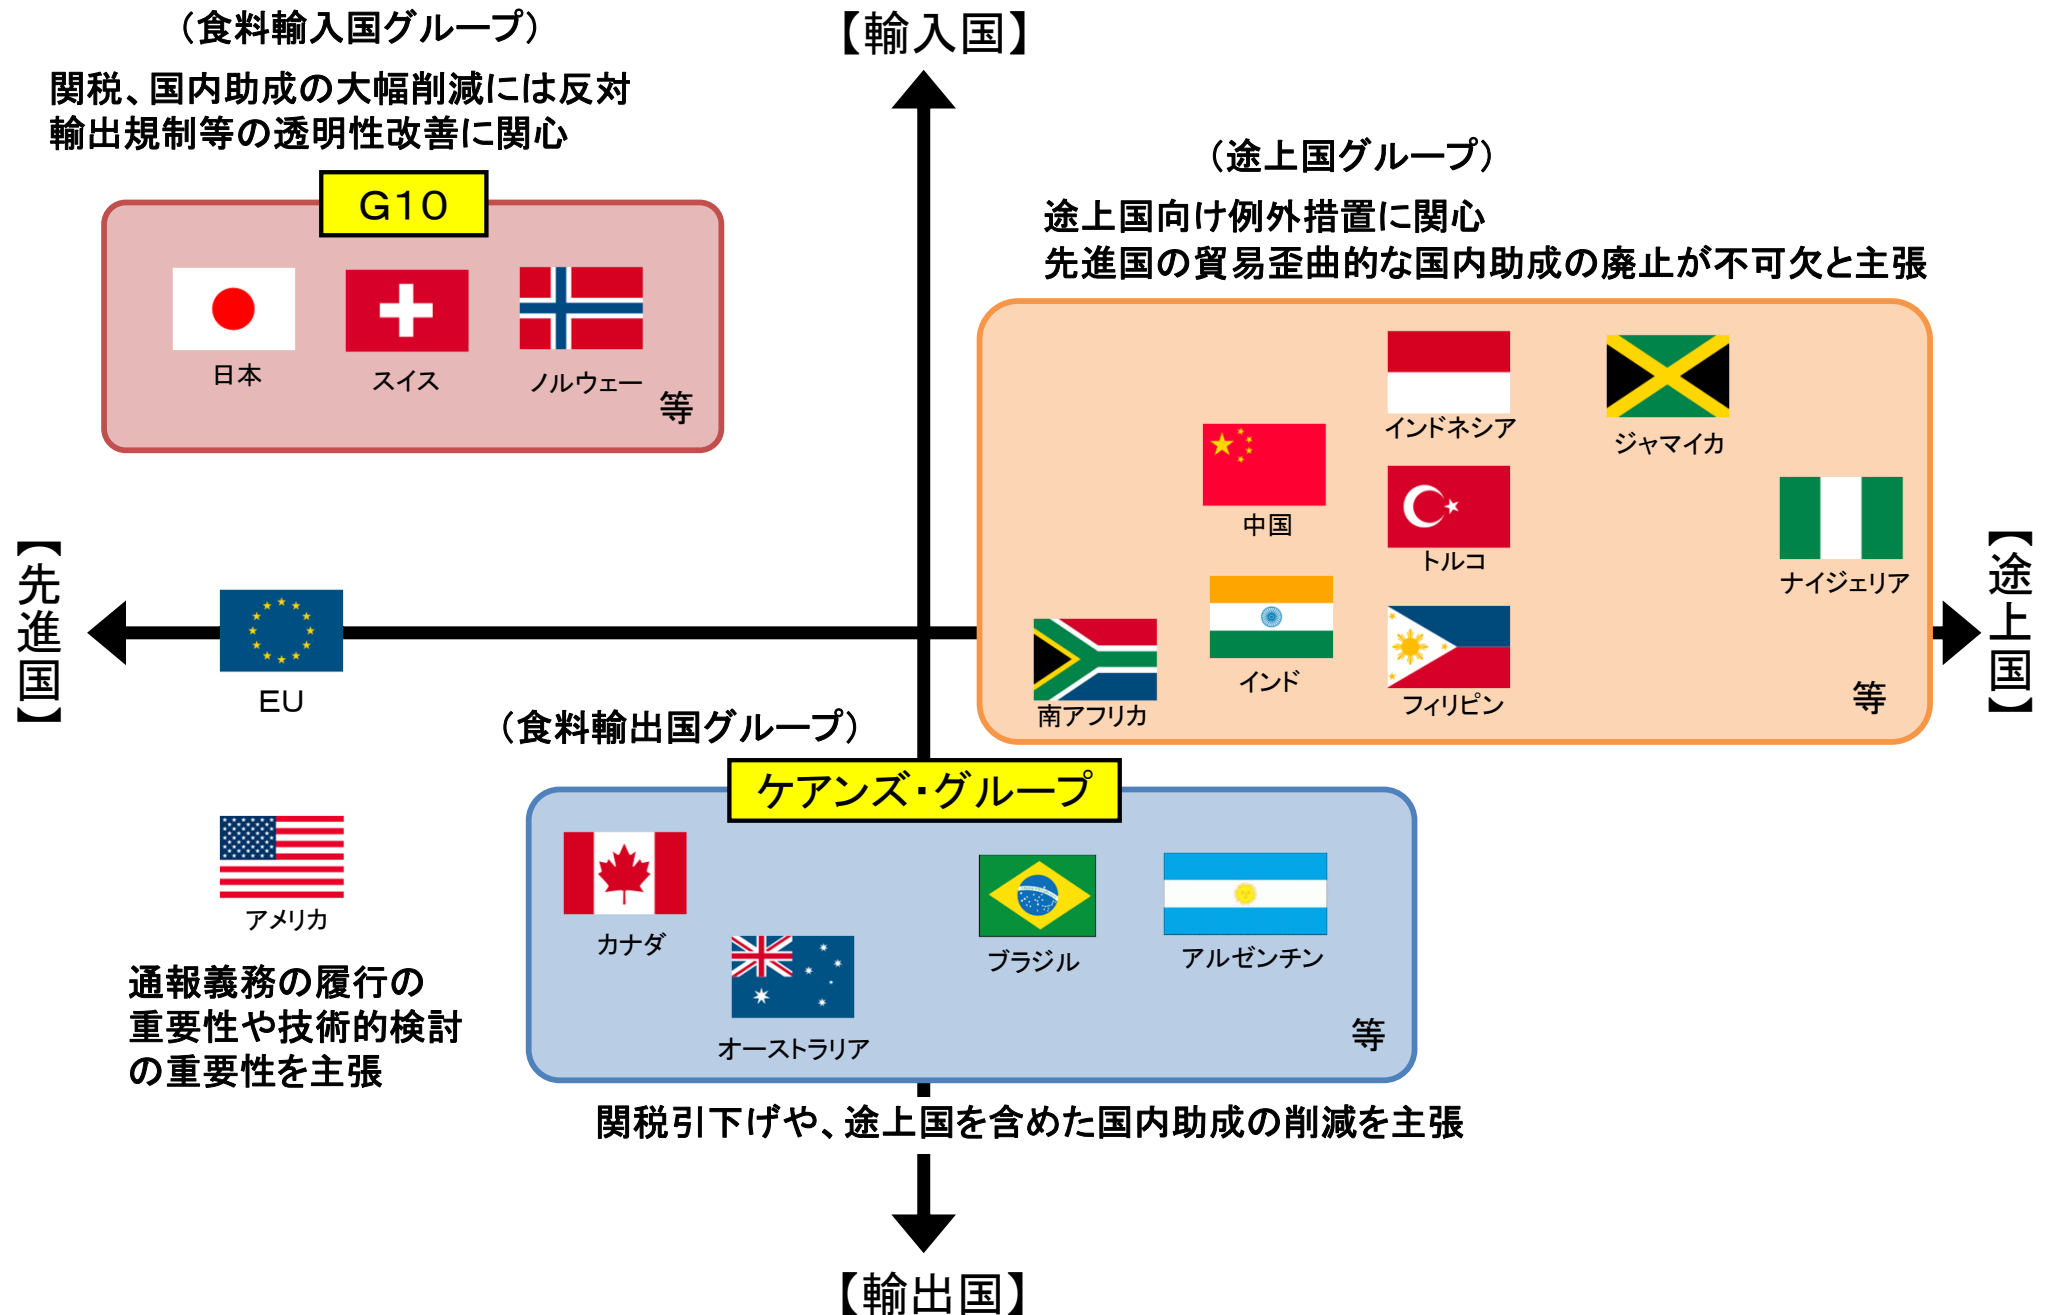 (食料輸入国グループ)
関税、国内助成の大幅削減には反対
輸出規制等の透明性改善に関心
G10
日本
スイス
ノルウェー
等
【輸入国】
(途上国グループ)
途上国向け例外措置に関心
先進国の貿易歪曲的な国内助成の廃止が不可欠と主張
インドネシア
ジャマイカ
中国
トルコ
ナイジェリア
インド
南アフリカ
フィリピン
等
【先進国】
【途上国】
EU
アメリカ
通報義務の履行の
重要性や技術的検討
の重要性を主張
(食料輸出国グループ)
ケアンズ・グループ
カナダ
オーストラリア
ブラジル
アルゼンチン
等
関税引下げや、途上国を含めた国内助成の削減を主張
【輸出国】